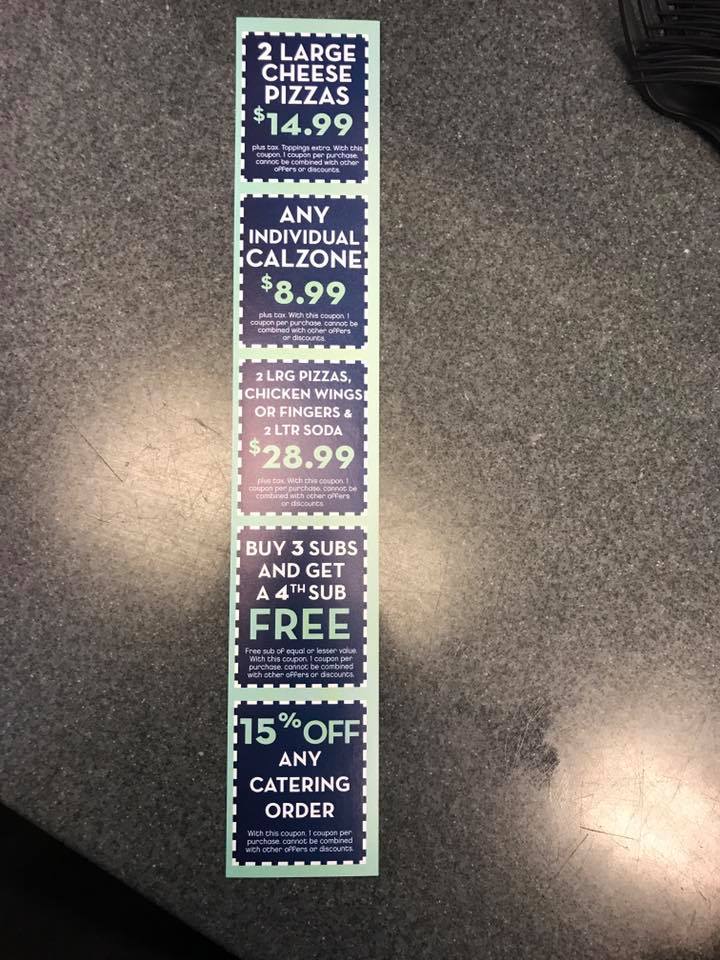 2 LARGE
CHEESE
PIZZAS
$14.99
plus tax. Toppings extra. With this
coupon. 1 coupon per purchase.
cannot be combined with other
offers or discounts.
ANY
INDIVIDUAL
CALZONE
$8.99
plus tax. With this coupon. 1
coupon per purchase. cannot be
combined with other offers
or discounts.
2 LRG PIZZAS,
CHICKEN WINGS
OR FINGERS &
2 LTR SODA
$28.99
plus tax. With this coupon. 1
coupon per purchase. cannot be
combined with other offers
or discounts.
BUY 3 SUBS
AND GET
A 4TH SUB
FREE
Free sub of equal or lesser value.
With this coupon. 1 coupon per
purchase. cannot be combined
with other offers or discounts.
15% OFF
ANY
CATERING
ORDER
With this coupon. 1 coupon per
purchase. cannot be combined
with other offers or discounts.